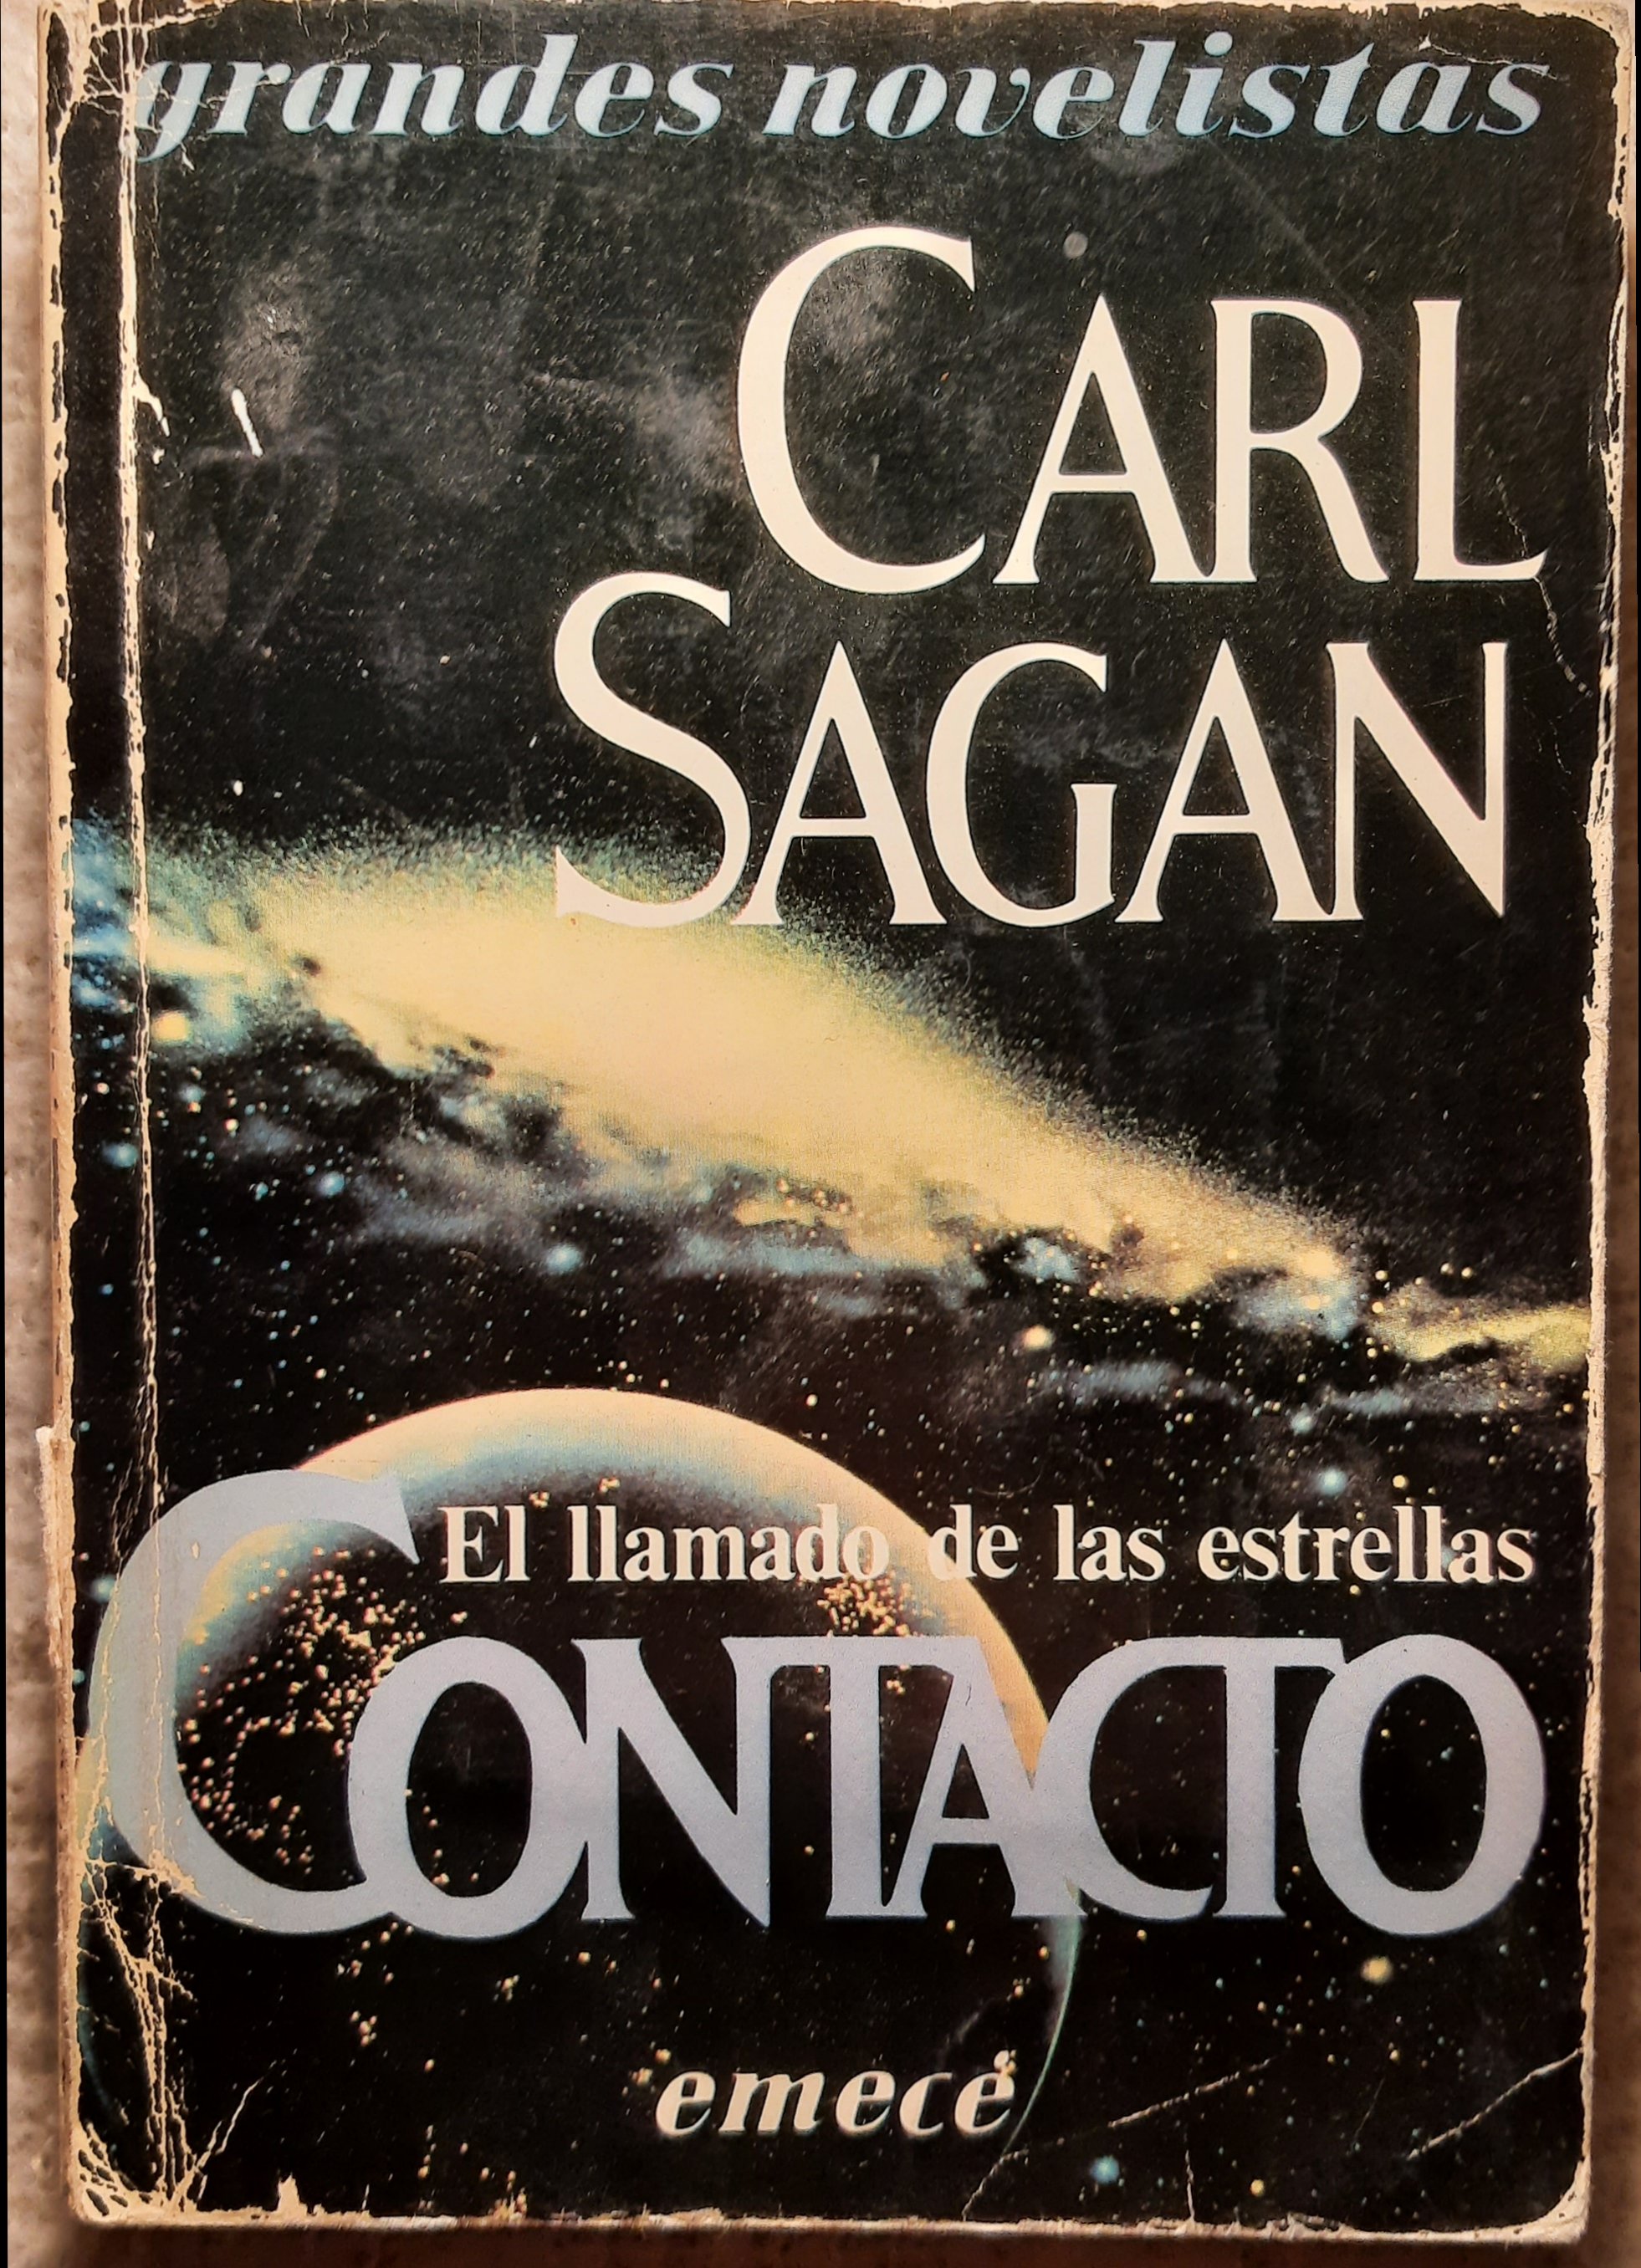 grandes novelistas
CARL
SAGAN
El llamado de las estrellas
CONTACTO
emecé